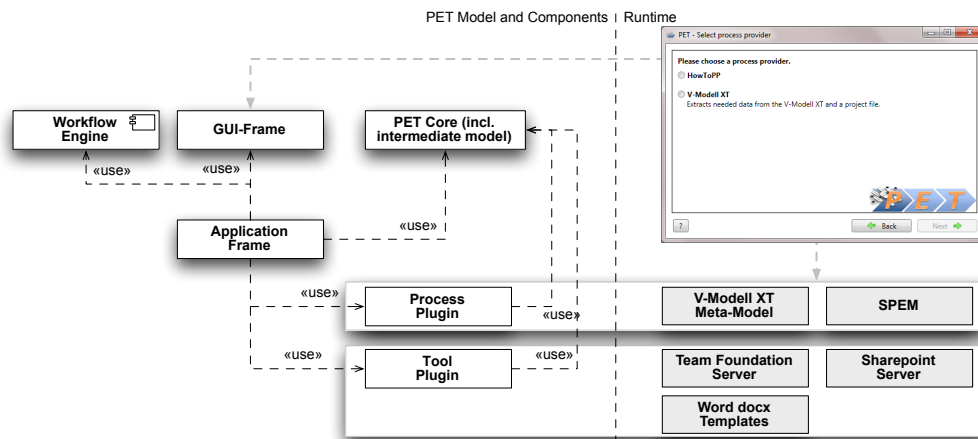 PET Model and Components
Runtime
PET - Select process provider
Please choose a process provider.
HowToPP
V-Modell XT
Extracts needed data from the V-Modell XT and a project file.
PET
?
Back
Next
Workflow
Engine
GUI-Frame
PET Core (incl.
intermediate model)
«use»
«use»
Application
Frame
«use»
«use»
Process
Plugin
«use»
V-Modell XT
Meta-Model
SPEM
«use»
Tool
Plugin
«use»
Team Foundation
Server
Sharepoint
Server
Word docx
Templates